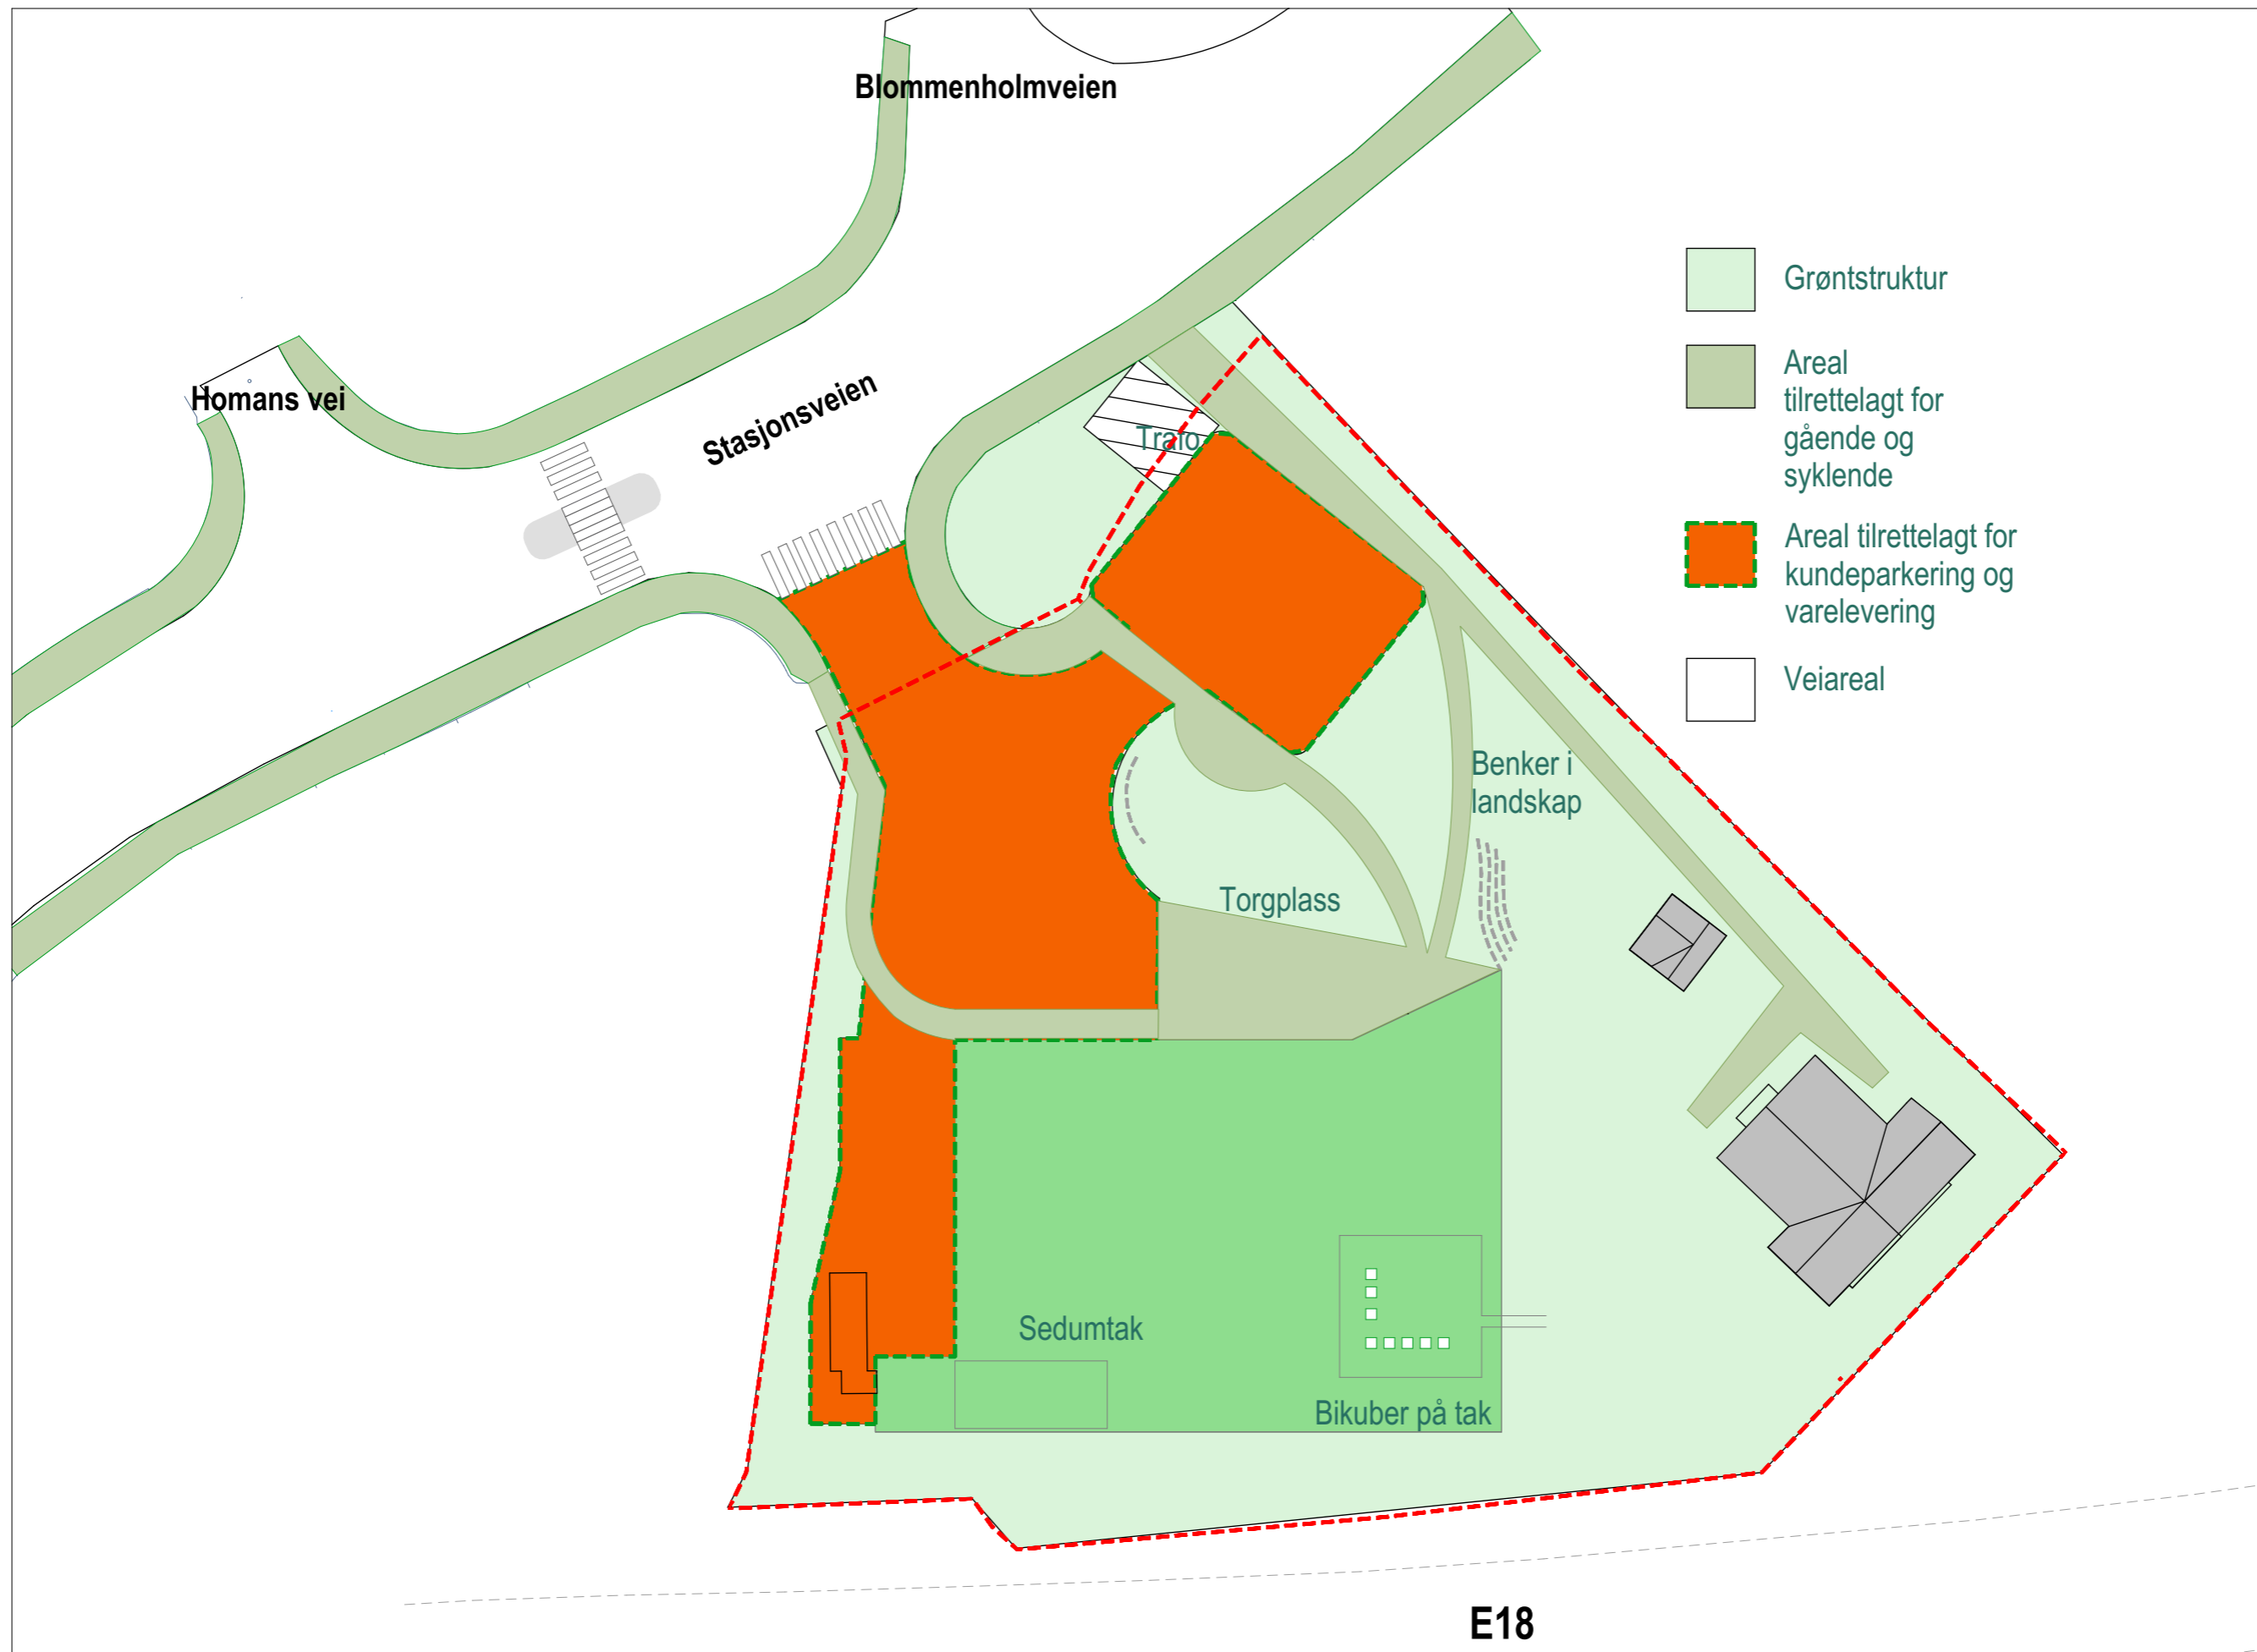 Blommenholmveien
Homans vei
Stasjonsveien
Trafo
Grøntstruktur
Areal
tilrettelagt for
gående og
syklende
Areal tilrettelagt for
kundeparkering og
varelevering
Veiareal
Benker i
landskap
Torgplass
Sedumtak
Bikuber på tak
E18